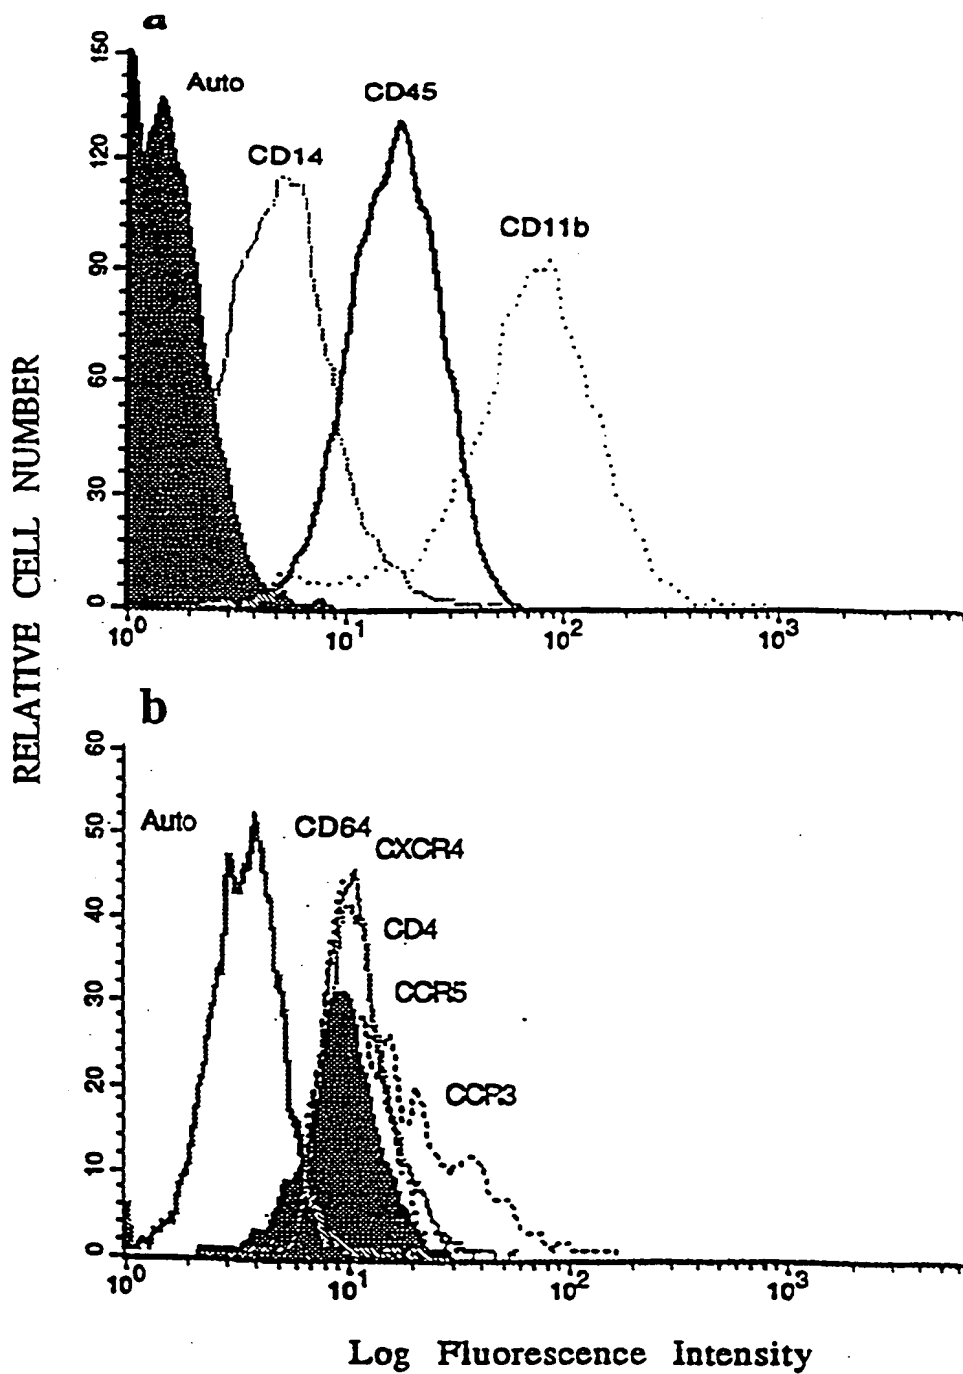 a
150
Auto
CD45
120
CD14
CD11b
90
60
30
0
10⁰ 10¹ 10² 10³
RELATIVE CELL NUMBER
b
60
Auto
CD64
50
CXCR4
40
CD4
30
CCR5
20
CCR3
10
0
10⁰ 10¹ 10² 10³
Log Fluorescence Intensity